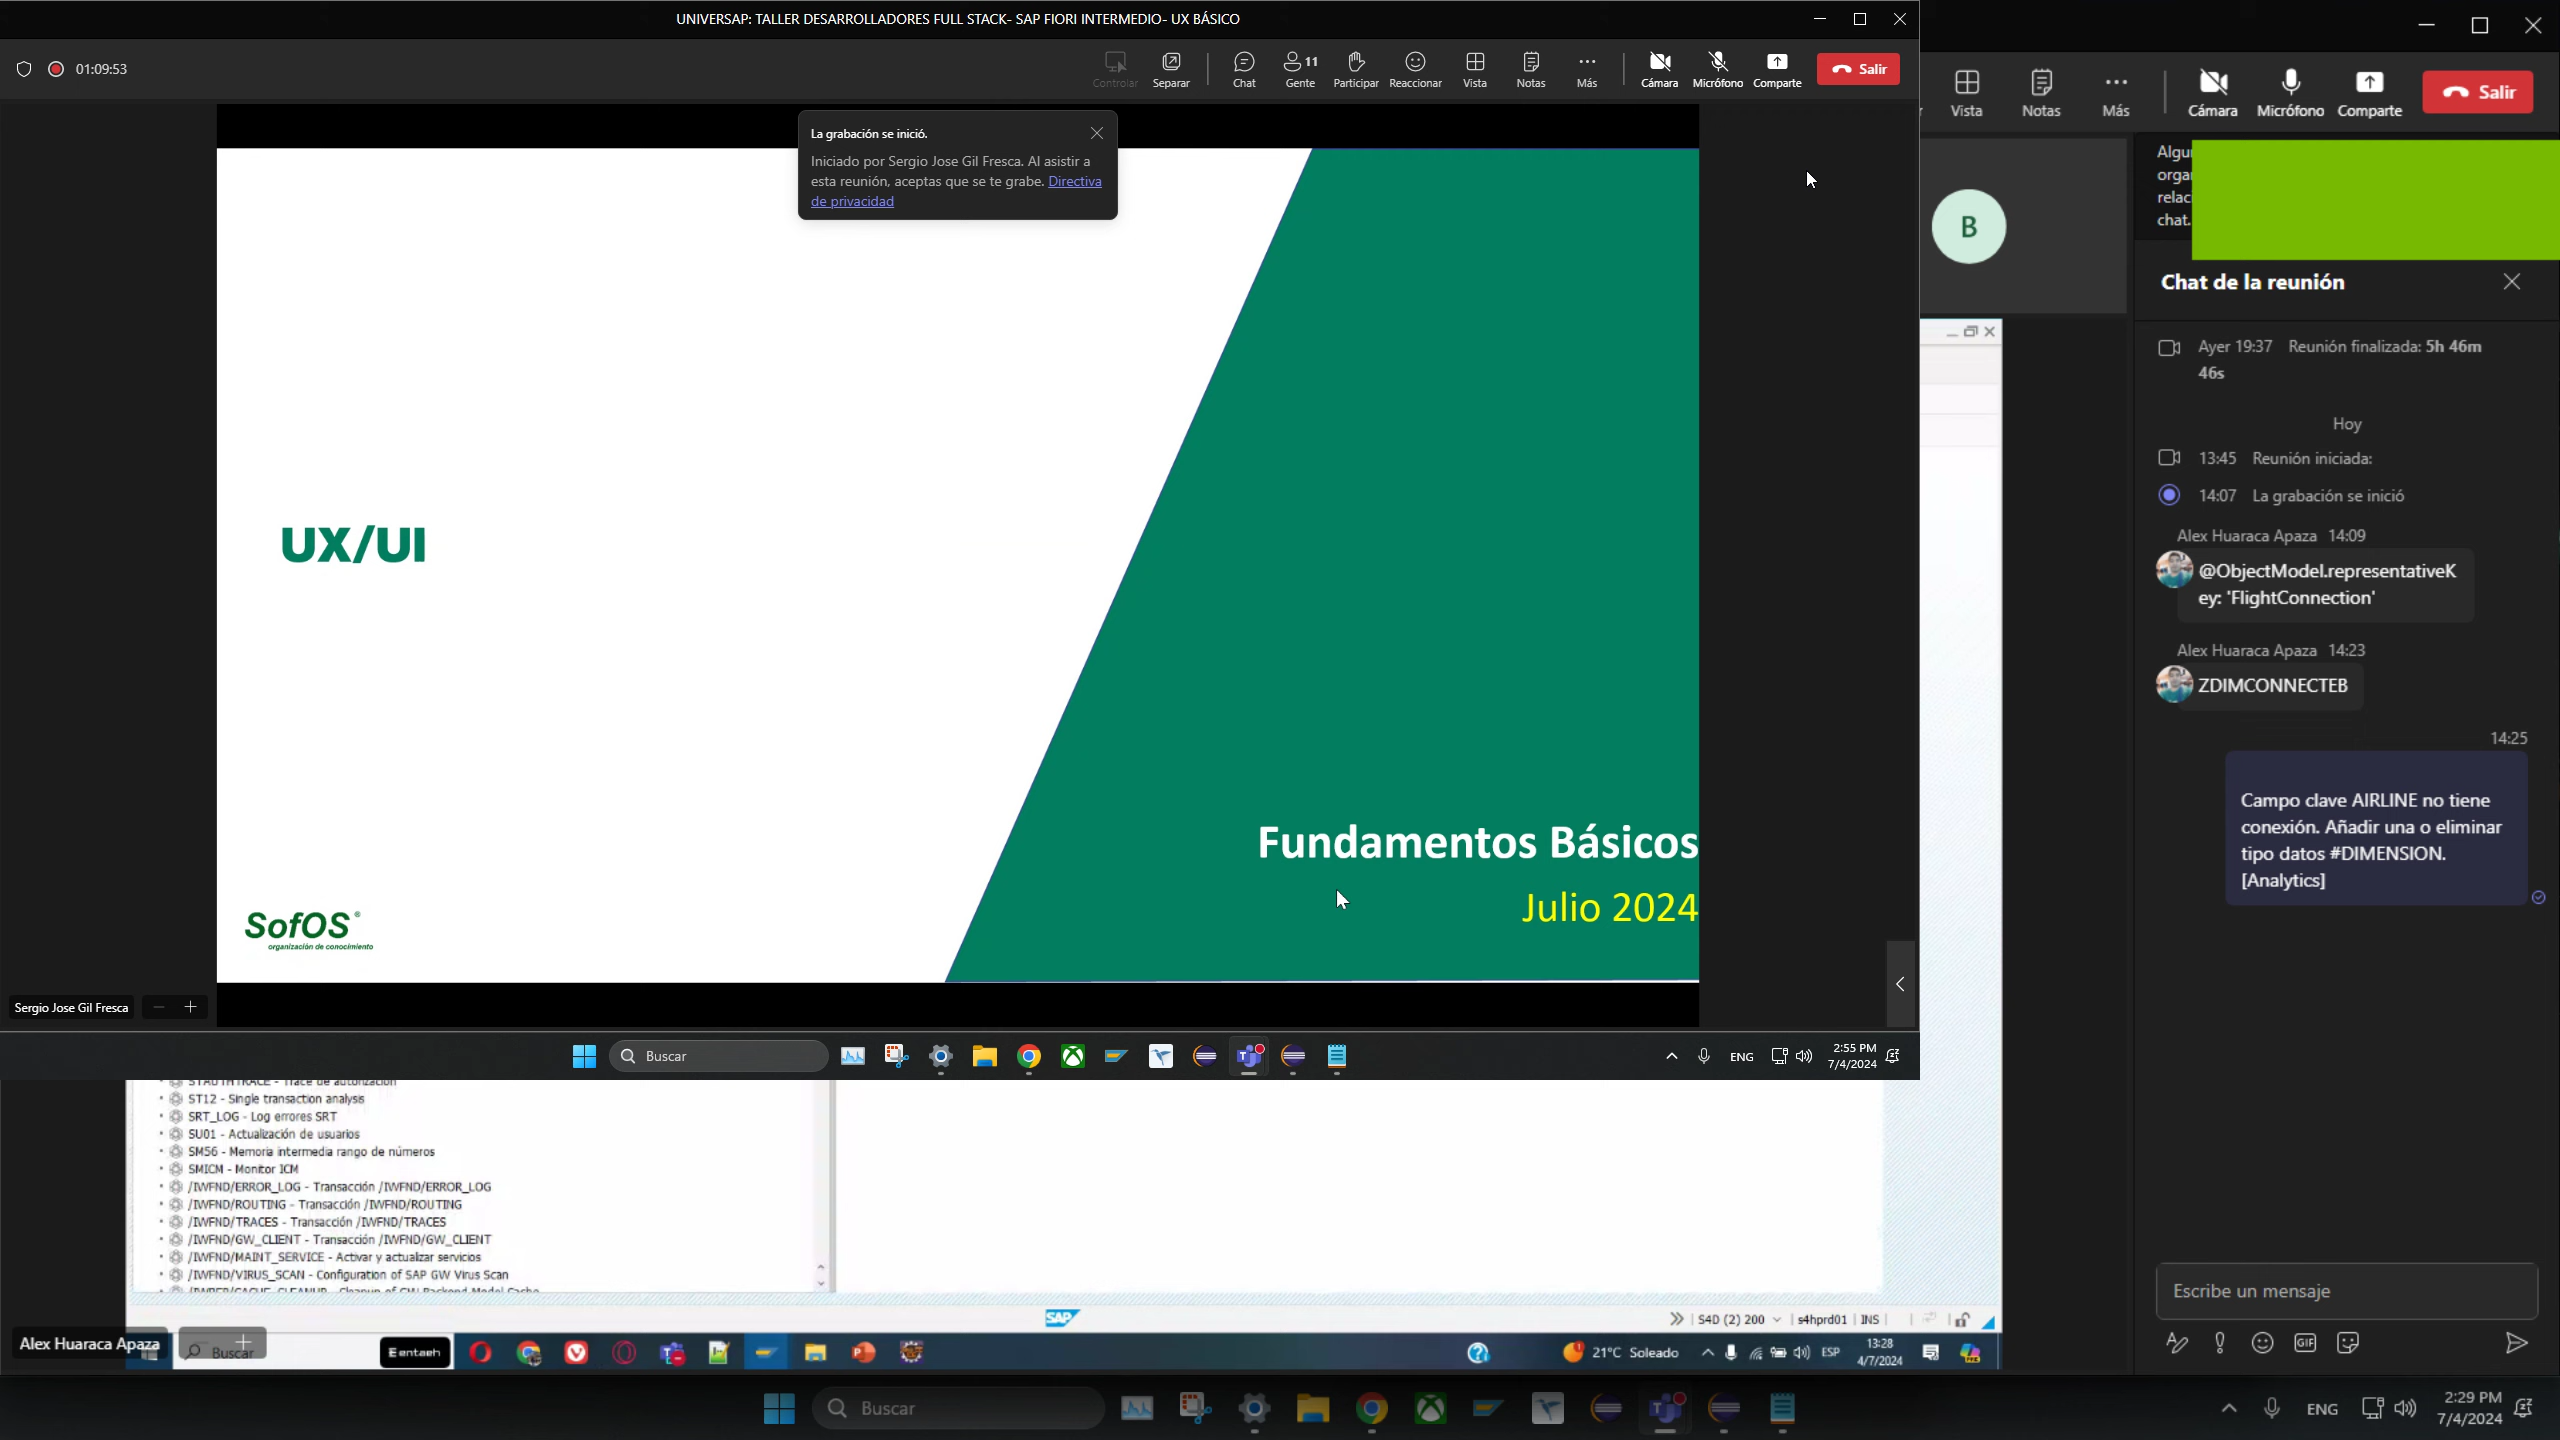 UNIVERSAP: TALLER DESARROLLADORES FULL STACK- SAP FIORI INTERMEDIO- UX BÁSICO
01:09:53
Controlar
Separar
Chat
11
Gente
Participar
Reaccionar
Vista
Notas
Más
Cámara
Micrófono
Comparte
Salir
Vista
Notas
Más
Cámara
Micrófono
Comparte
Salir
La grabación se inició.
Iniciado por Sergio Jose Gil Fresca. Al asistir a
esta reunión, aceptas que se te grabe. Directiva
de privacidad
UX/UI
Fundamentos Básicos
Julio 2024
SofOS®
organización de conocimiento
Sergio Jose Gil Fresca
Buscar
ENG
2:55 PM
7/4/2024
B
chat.
Chat de la reunión
Ayer 19:37 Reunión finalizada: 5h 46m
46s
Hoy
13:45 Reunión iniciada:
14:07 La grabación se inició
Alex Huaraca Apaza 14:09
@ObjectModel.representativeK
ey: 'FlightConnection'
Alex Huaraca Apaza 14:23
ZDIMCONNECTEB
14:25
Campo clave AIRLINE no tiene
conexión. Añadir una o eliminar
tipo datos #DIMENSION.
[Analytics]
Escribe un mensaje
GIF
STAUTHTRACE - Trace de autorización
ST12 - Single transaction analysis
SRT_LOG - Log errores SRT
SU01 - Actualización de usuarios
SM56 - Memoria intermedia rango de números
SMICM - Monitor ICM
/IWFND/ERROR_LOG - Transacción /IWFND/ERROR_LOG
/IWFND/ROUTING - Transacción /IWFND/ROUTING
/IWFND/TRACES - Transacción /IWFND/TRACES
/IWFND/GW_CLIENT - Transacción /IWFND/GW_CLIENT
/IWFND/MAINT_SERVICE - Activar y actualizar servicios
/IWFND/VIRUS_SCAN - Configuration of SAP GW Virus Scan
SAP
S4D (2) 200
s4hprd01
INS
Alex Huaraca Apaza
Buscar
21°C Soleado
ESP
13:28
4/7/2024
Buscar
ENG
2:29 PM
7/4/2024